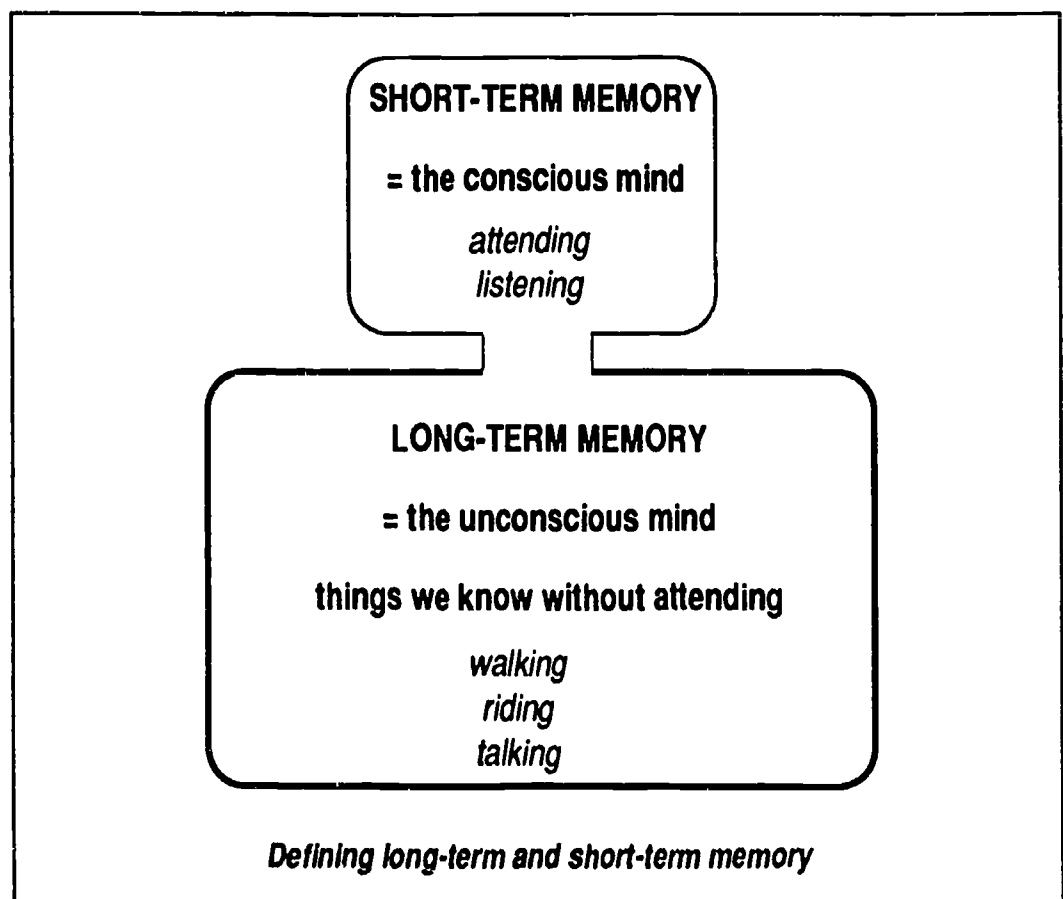 SHORT-TERM MEMORY
= the conscious mind
attending
listening
LONG-TERM MEMORY
= the unconscious mind
things we know without attending
walking
riding
talking
Defining long-term and short-term memory